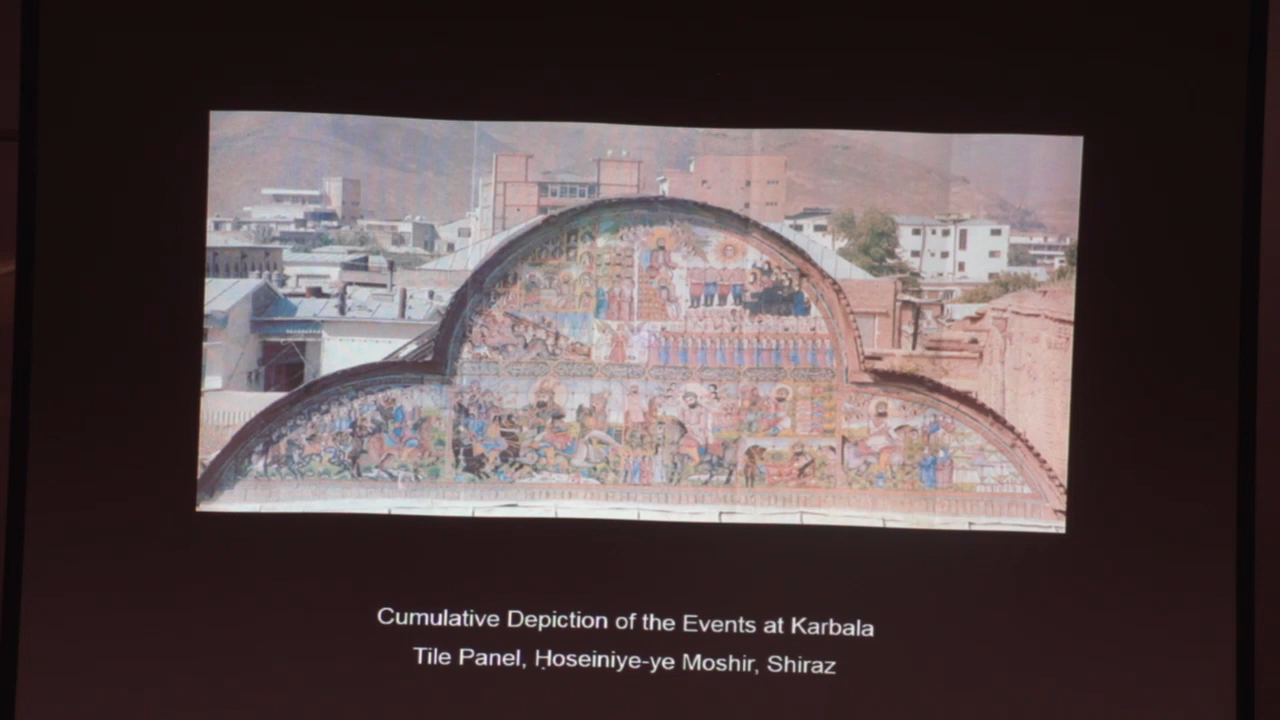 Cumulative Depiction of the Events at Karbala
Tile Panel, Ḥoseiniye-ye Moshir, Shiraz